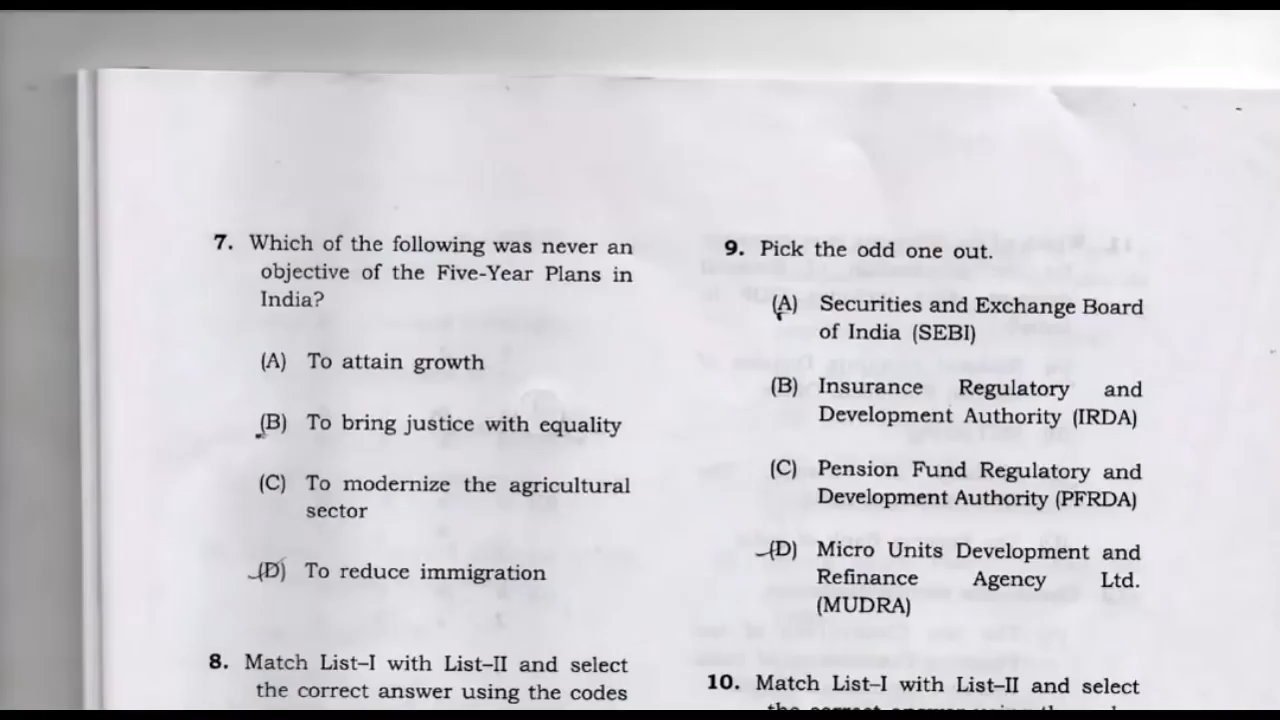 7. Which of the following was never an
objective of the Five-Year Plans in
India?
(A) To attain growth
(B) To bring justice with equality
(C) To modernize the agricultural
sector
(D) To reduce immigration
8. Match List–I with List–II and select
the correct answer using the codes
9. Pick the odd one out.
(A) Securities and Exchange Board
of India (SEBI)
(B) Insurance Regulatory and
Development Authority (IRDA)
(C) Pension Fund Regulatory and
Development Authority (PFRDA)
(D) Micro Units Development and
Refinance Agency Ltd.
(MUDRA)
10. Match List–I with List–II and select